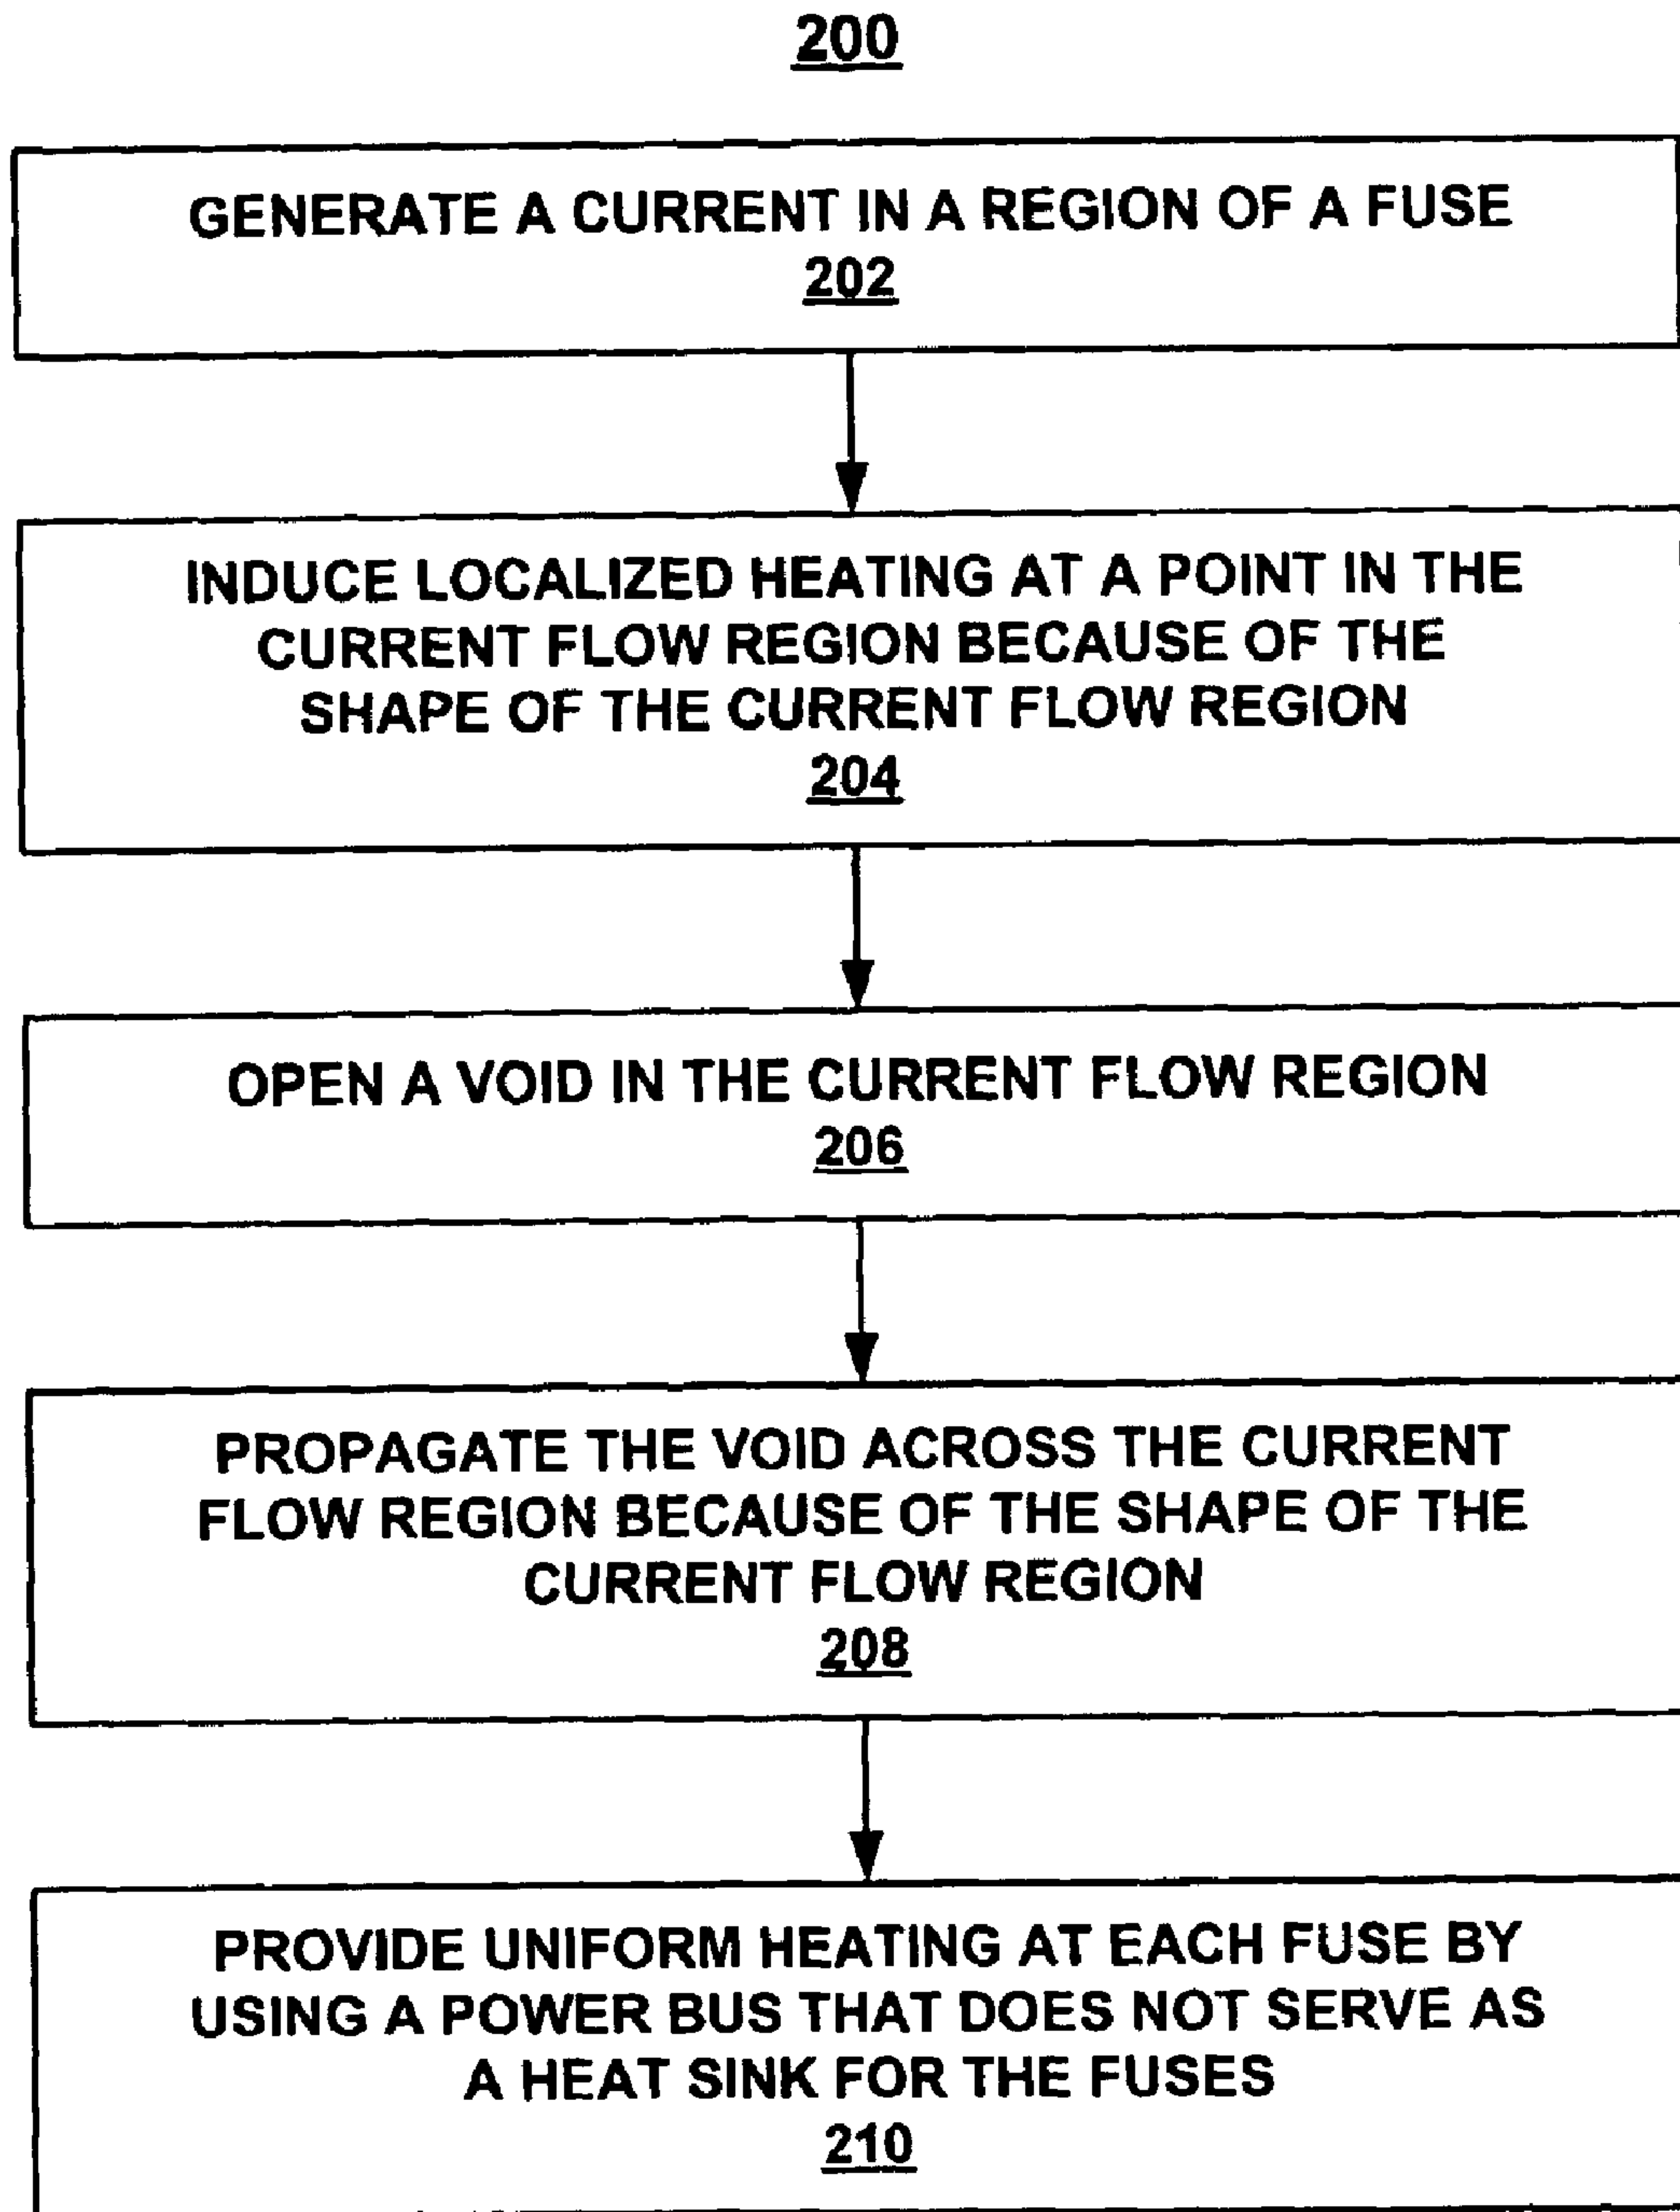 200
GENERATE A CURRENT IN A REGION OF A FUSE
202
INDUCE LOCALIZED HEATING AT A POINT IN THE
CURRENT FLOW REGION BECAUSE OF THE
SHAPE OF THE CURRENT FLOW REGION
204
OPEN A VOID IN THE CURRENT FLOW REGION
206
PROPAGATE THE VOID ACROSS THE CURRENT
FLOW REGION BECAUSE OF THE SHAPE OF THE
CURRENT FLOW REGION
208
PROVIDE UNIFORM HEATING AT EACH FUSE BY
USING A POWER BUS THAT DOES NOT SERVE AS
A HEAT SINK FOR THE FUSES
210